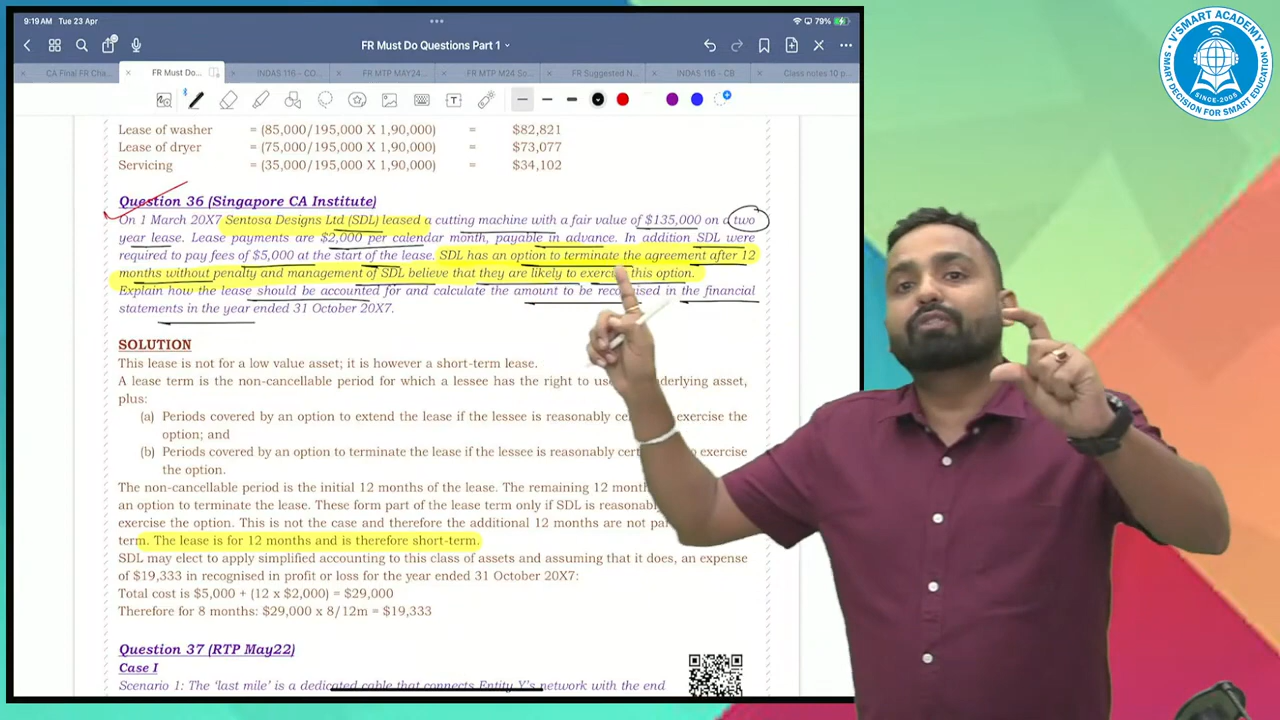 9:19 AM Tue 23 Apr
79%
FR Must Do Questions Part 1
CA Final FR Cha...
FR Must Do...
INDAS 116 - CO...
FR MTP MAY24...
FR MTP M24 So...
FR Suggested N...
INDAS 116 - CB
Class notes 10 p...
Lease of washer = (85,000/195,000 X 1,90,000) = $82,821
Lease of dryer = (75,000/195,000 X 1,90,000) = $73,077
Servicing = (35,000/195,000 X 1,90,000) = $34,102
Question 36 (Singapore CA Institute)
On 1 March 20X7 Sentosa Designs Ltd (SDL) leased a cutting machine with a fair value of $135,000 on a two
year lease. Lease payments are $2,000 per calendar month, payable in advance. In addition SDL were
required to pay fees of $5,000 at the start of the lease. SDL has an option to terminate the agreement after 12
months without penalty and management of SDL believe that they are likely to exercise this option.
Explain how the lease should be accounted for and calculate the amount to be recognised in the financial
statements in the year ended 31 October 20X7.
SOLUTION
This lease is not for a low value asset; it is however a short-term lease.
A lease term is the non-cancellable period for which a lessee has the right to use underlying asset,
plus:
(a) Periods covered by an option to extend the lease if the lessee is reasonably exercise the
option; and
(b) Periods covered by an option to terminate the lease if the lessee is reasonably exercise
the option.
The non-cancellable period is the initial 12 months of the lease. The remaining 12
an option to terminate the lease. These form part of the lease term only if SDL is
exercise the option. This is not the case and therefore the additional 12 months are not
term. The lease is for 12 months and is therefore short-term.
SDL may elect to apply simplified accounting to this class of assets and assuming that it does, an expense
of $19,333 in recognised in profit or loss for the year ended 31 October 20X7:
Total cost is $5,000 + (12 x $2,000) = $29,000
Therefore for 8 months: $29,000 x 8/12m = $19,333
Question 37 (RTP May22)
Case I
Scenario 1: The 'last mile' is a dedicated cable that connects Entity Y's network with the end
V'SMART ACADEMY
SINCE-2005
SMART DECISION FOR SMART EDUCATION